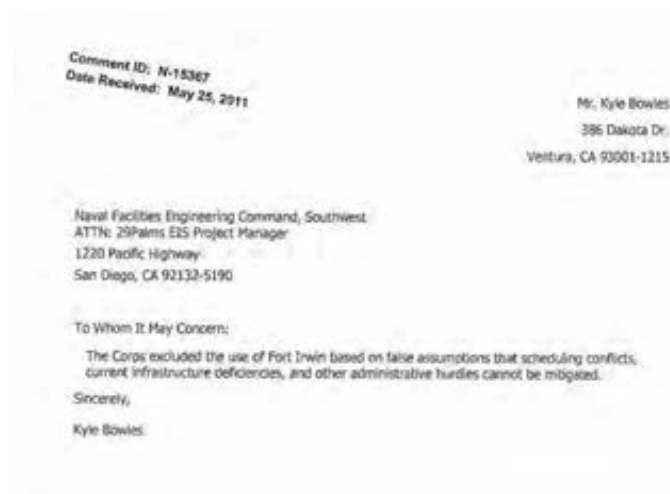 Comment ID: N-15367
Date Received: May 25, 2011
Mr. Kyle Bowles
386 Dakota Dr.
Ventura, CA 93001-1215
Naval Facilities Engineering Command, Southwest
ATTN: 29Palms EIS Project Manager
1220 Pacific Highway
San Diego, CA 92132-5190
To Whom It May Concern:
The Corps excluded the use of Fort Irwin based on false assumptions that scheduling conflicts,
current infrastructure deficiencies, and other administrative hurdles cannot be mitigated.
Sincerely,
Kyle Bowles